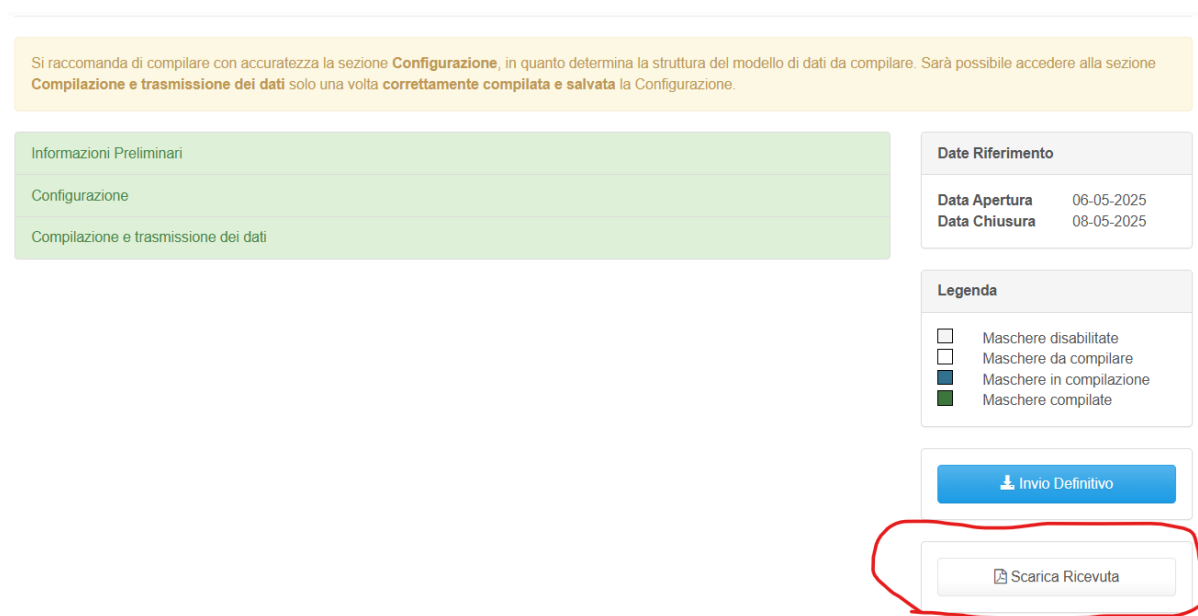 Si raccomanda di compilare con accuratezza la sezione Configurazione, in quanto determina la struttura del modello di dati da compilare. Sarà possibile accedere alla sezione
Compilazione e trasmissione dei dati solo una volta correttamente compilata e salvata la Configurazione.
Informazioni Preliminari
Configurazione
Compilazione e trasmissione dei dati
Date Riferimento
Data Apertura 06-05-2025
Data Chiusura 08-05-2025
Legenda
Maschere disabilitate
Maschere da compilare
Maschere in compilazione
Maschere compilate
Invio Definitivo
Scarica Ricevuta